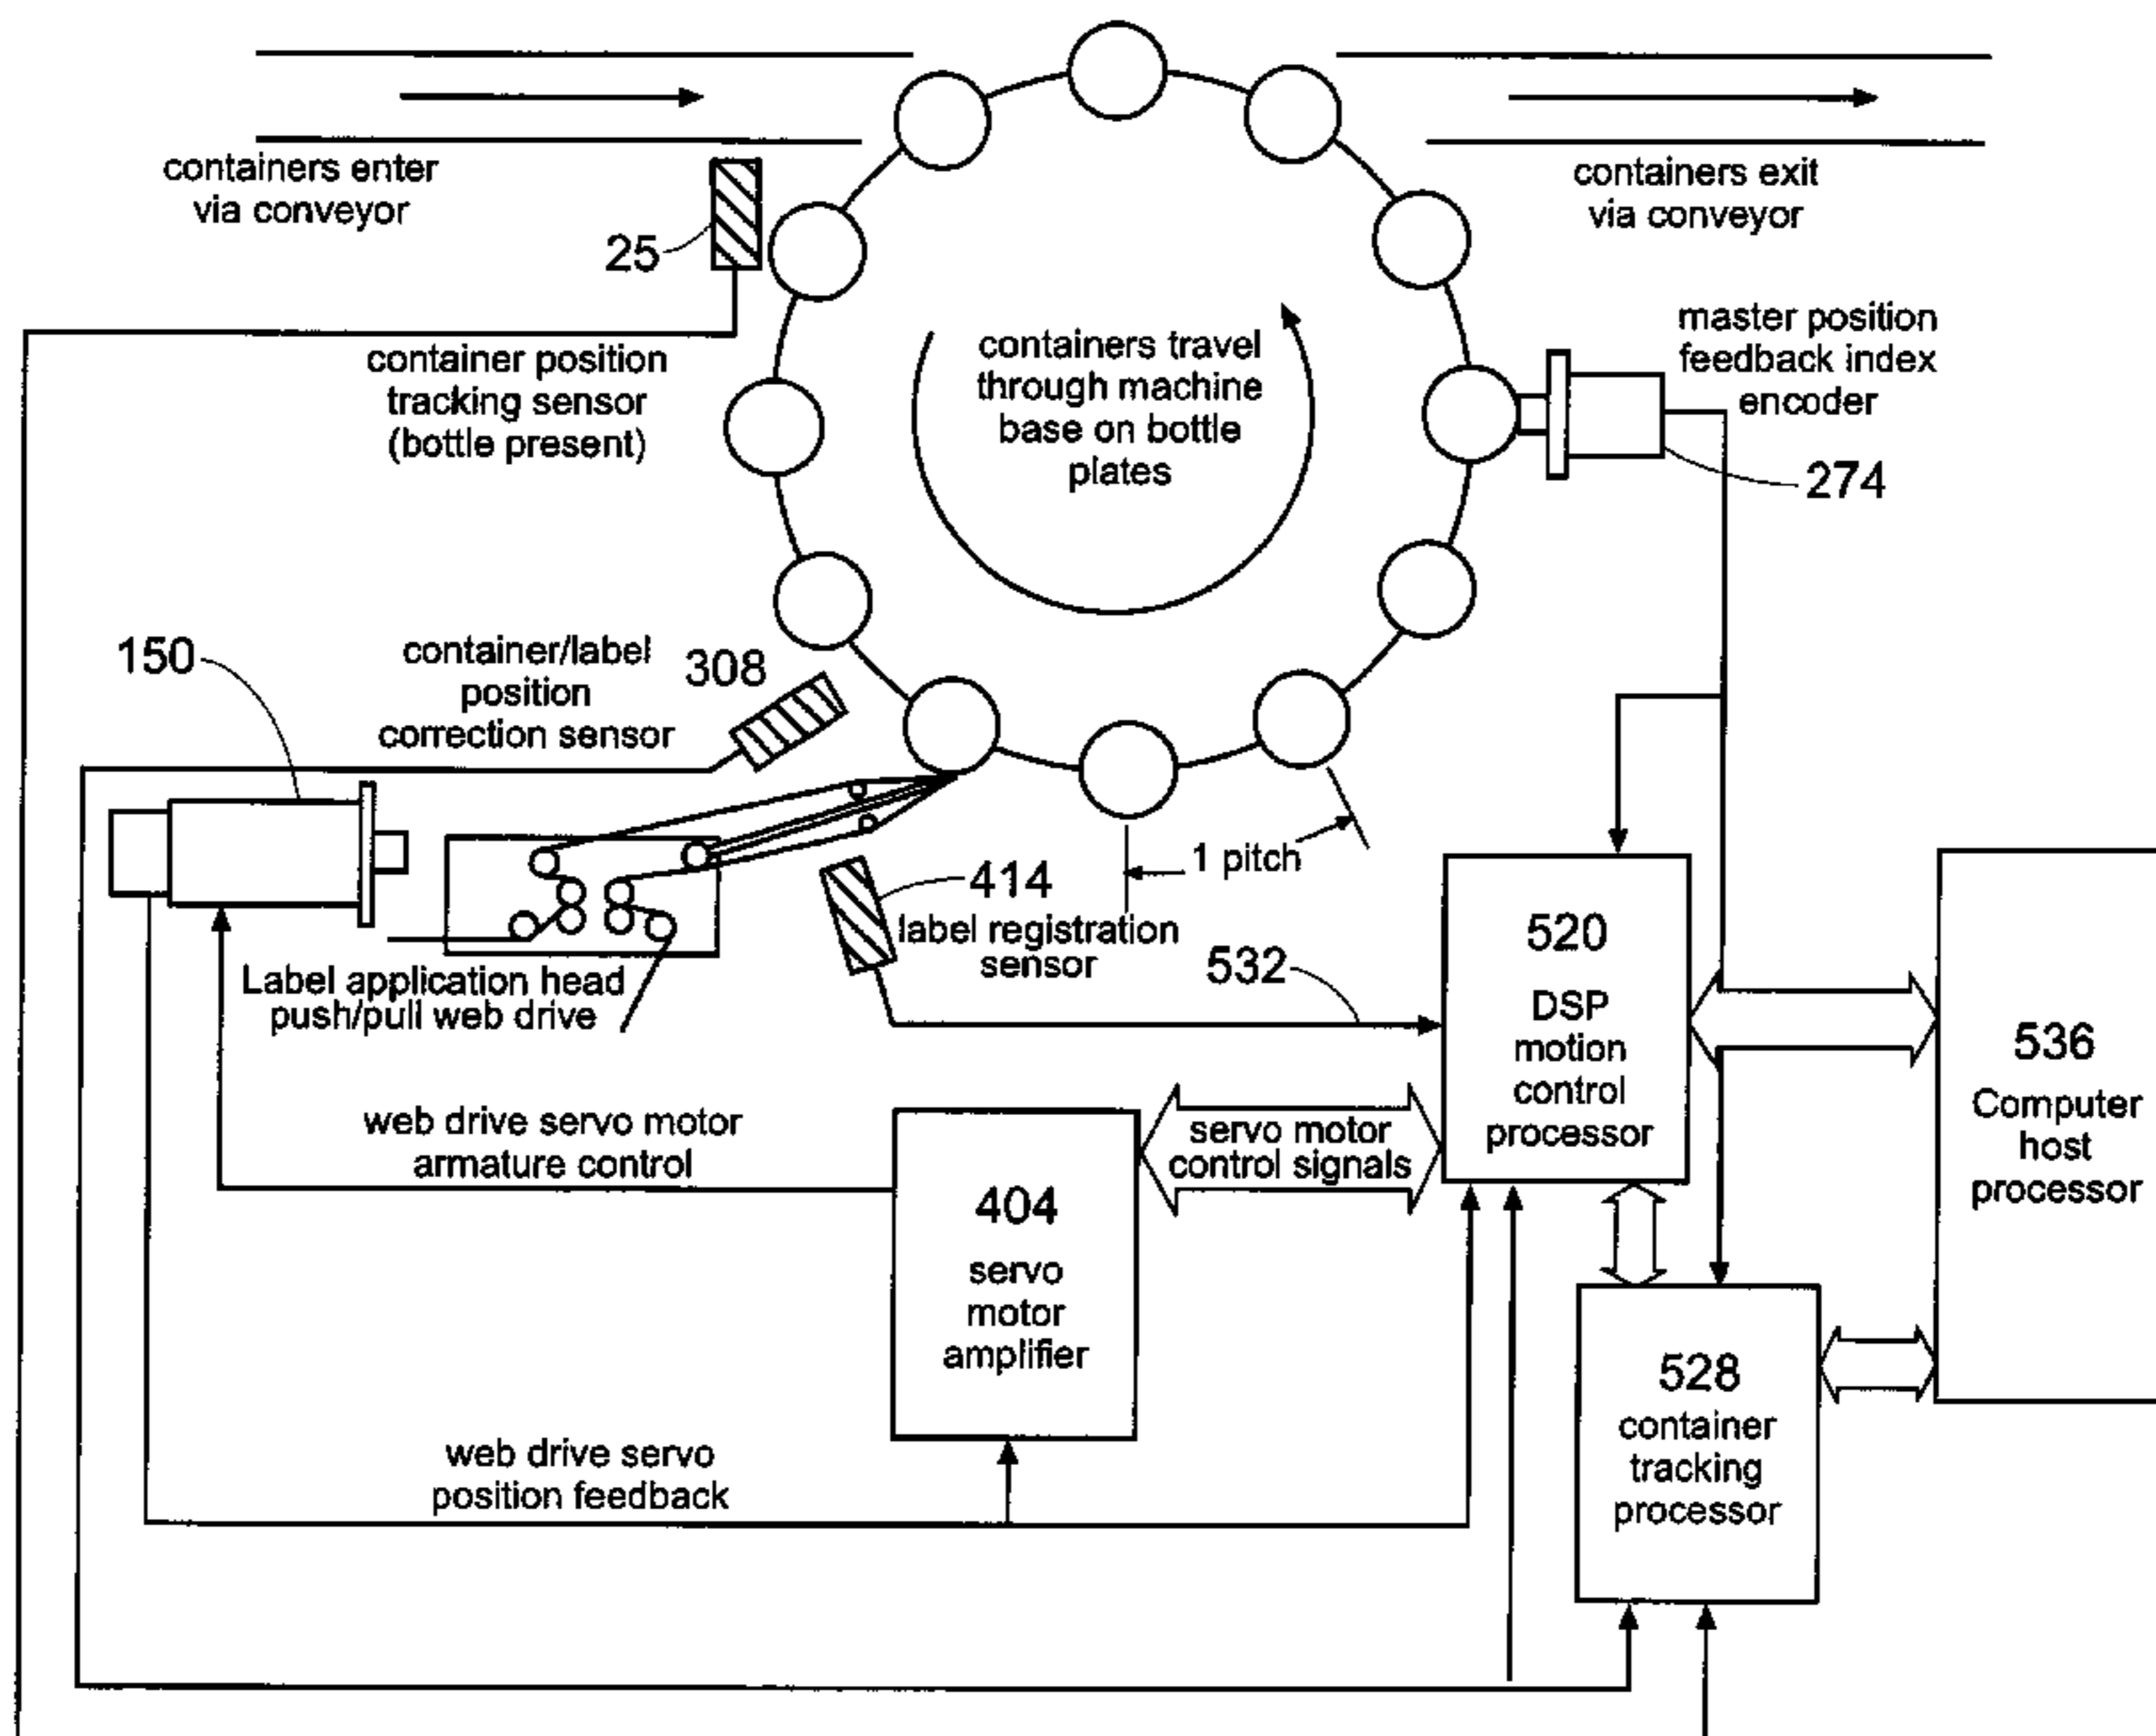 containers enter
via conveyor
25
containers exit
via conveyor
container position
tracking sensor
(bottle present)
containers travel
through machine
base on bottle
plates
master position
feedback index
encoder
274
150
container/label
position
correction sensor
308
1 pitch
414
label registration
sensor
532
Label application head
push/pull web drive
520
DSP
motion
control
processor
536
Computer
host
processor
web drive servo motor
armature control
servo motor
control signals
404
servo
motor
amplifier
528
container
tracking
processor
web drive servo
position feedback